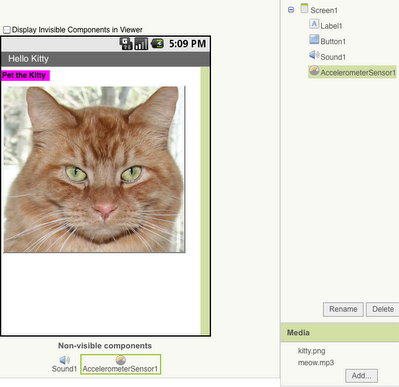 Display Invisible Components in Viewer
5:09 PM
Hello Kitty
Pet the Kitty
Non-visible components
Sound1
AccelerometerSensor1
Screen1
Label1
Button1
Sound1
AccelerometerSensor1
Rename
Delete
Media
kitty.png
meow.mp3
Add...